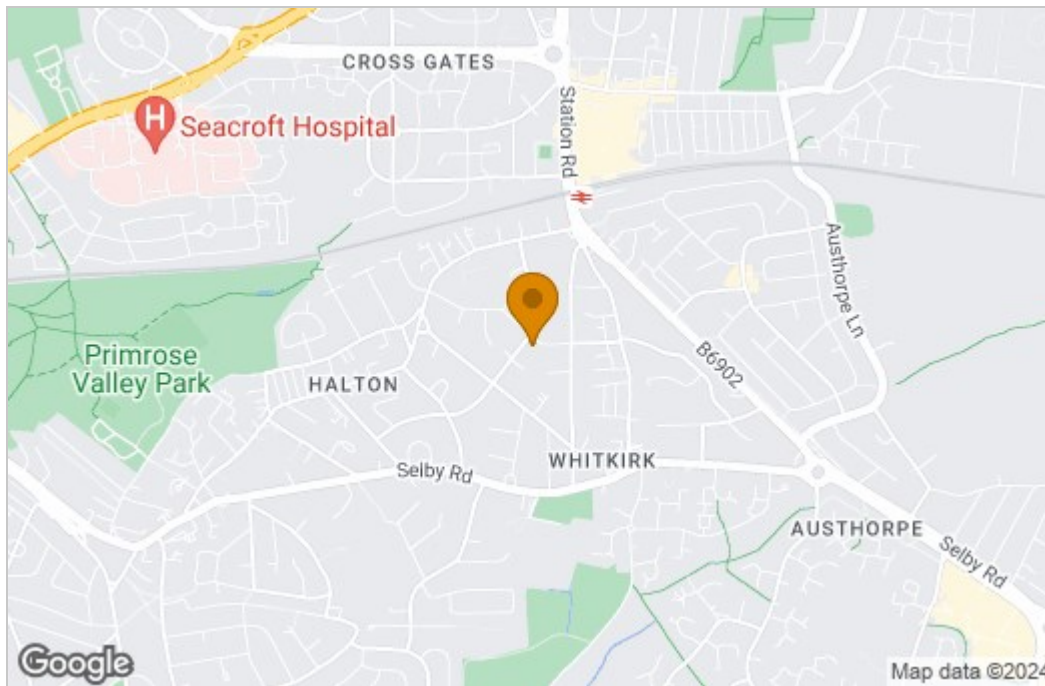 CROSS GATES
Station Rd
H
Seacroft Hospital
Austhorpe Ln
Primrose
Valley Park
HALTON
B6902
WHITKIRK
Selby Rd
AUSTHORPE
Selby Rd
Google
Map data ©2024